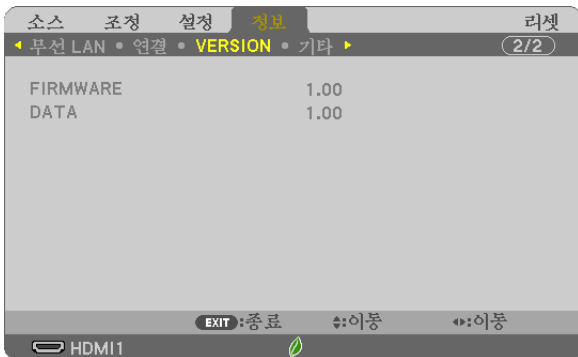 소스 조정 설정 정보 리셋
◀ 무선 LAN • 연결 • VERSION • 기타 ▶ 2/2
FIRMWARE 1.00
DATA 1.00
EXIT:종료 ♦:이동 ◀▶:이동
HDMI1